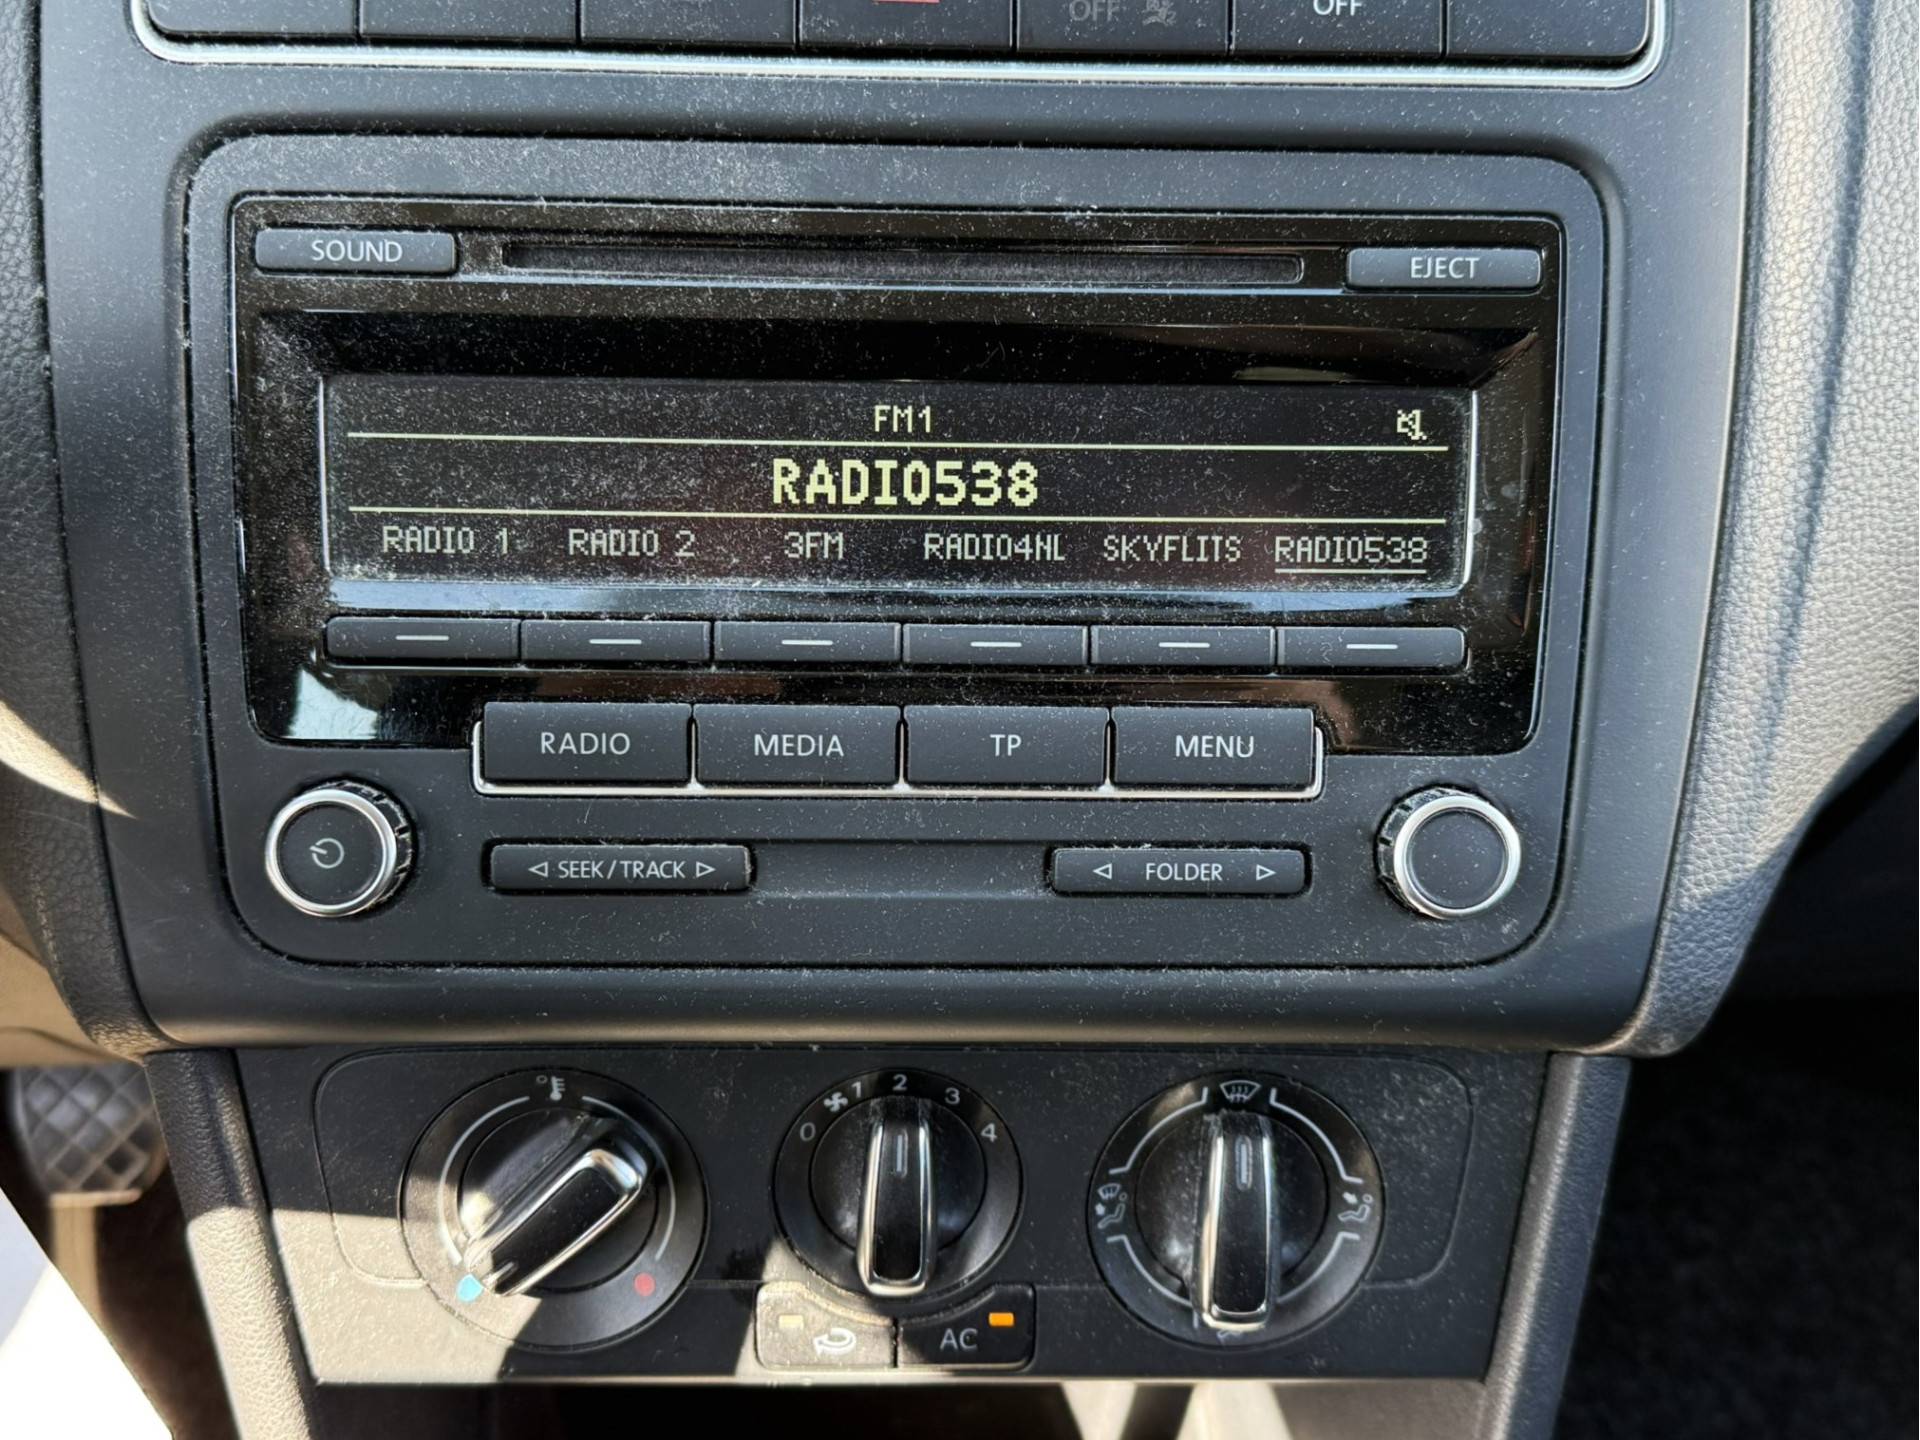 OFF OFF
SOUND EJECT
FM1
RADIO538
RADIO 1 RADIO 2 3FM RADIO4NL SKYFLITS RADIO538
RADIO MEDIA TP MENU
SEEK/TRACK FOLDER
0 1 2 3 4
AC